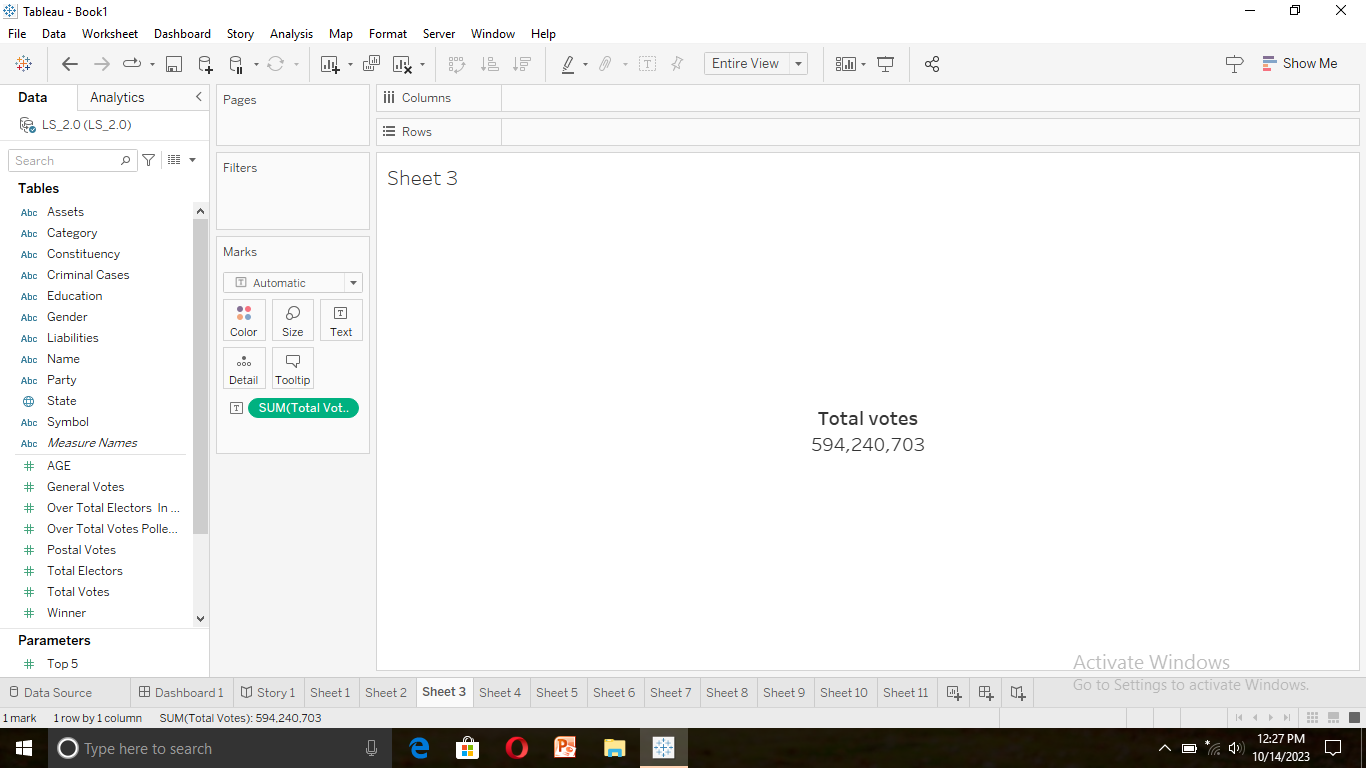 Tableau - Book1
File Data Worksheet Dashboard Story Analysis Map Format Server Window Help
Entire View
Show Me
Data Analytics
LS_2.0 (LS_2.0)
Search
Tables
Abc Assets
Abc Category
Abc Constituency
Abc Criminal Cases
Abc Education
Abc Gender
Abc Liabilities
Abc Name
Abc Party
State
Abc Symbol
Abc Measure Names
# AGE
# General Votes
# Over Total Electors In ...
# Over Total Votes Polle...
# Postal Votes
# Total Electors
# Total Votes
# Winner
Parameters
# Top 5
Pages
Filters
Marks
T Automatic
Color Size Text
Detail Tooltip
T SUM(Total Vot..
Columns
Rows
Sheet 3
Total votes
594,240,703
Activate Windows
Go to Settings to activate Windows.
Data Source Dashboard 1 Story 1 Sheet 1 Sheet 2 Sheet 3 Sheet 4 Sheet 5 Sheet 6 Sheet 7 Sheet 8 Sheet 9 Sheet 10 Sheet 11
1 mark 1 row by 1 column SUM(Total Votes): 594,240,703
Type here to search
12:27 PM
10/14/2023